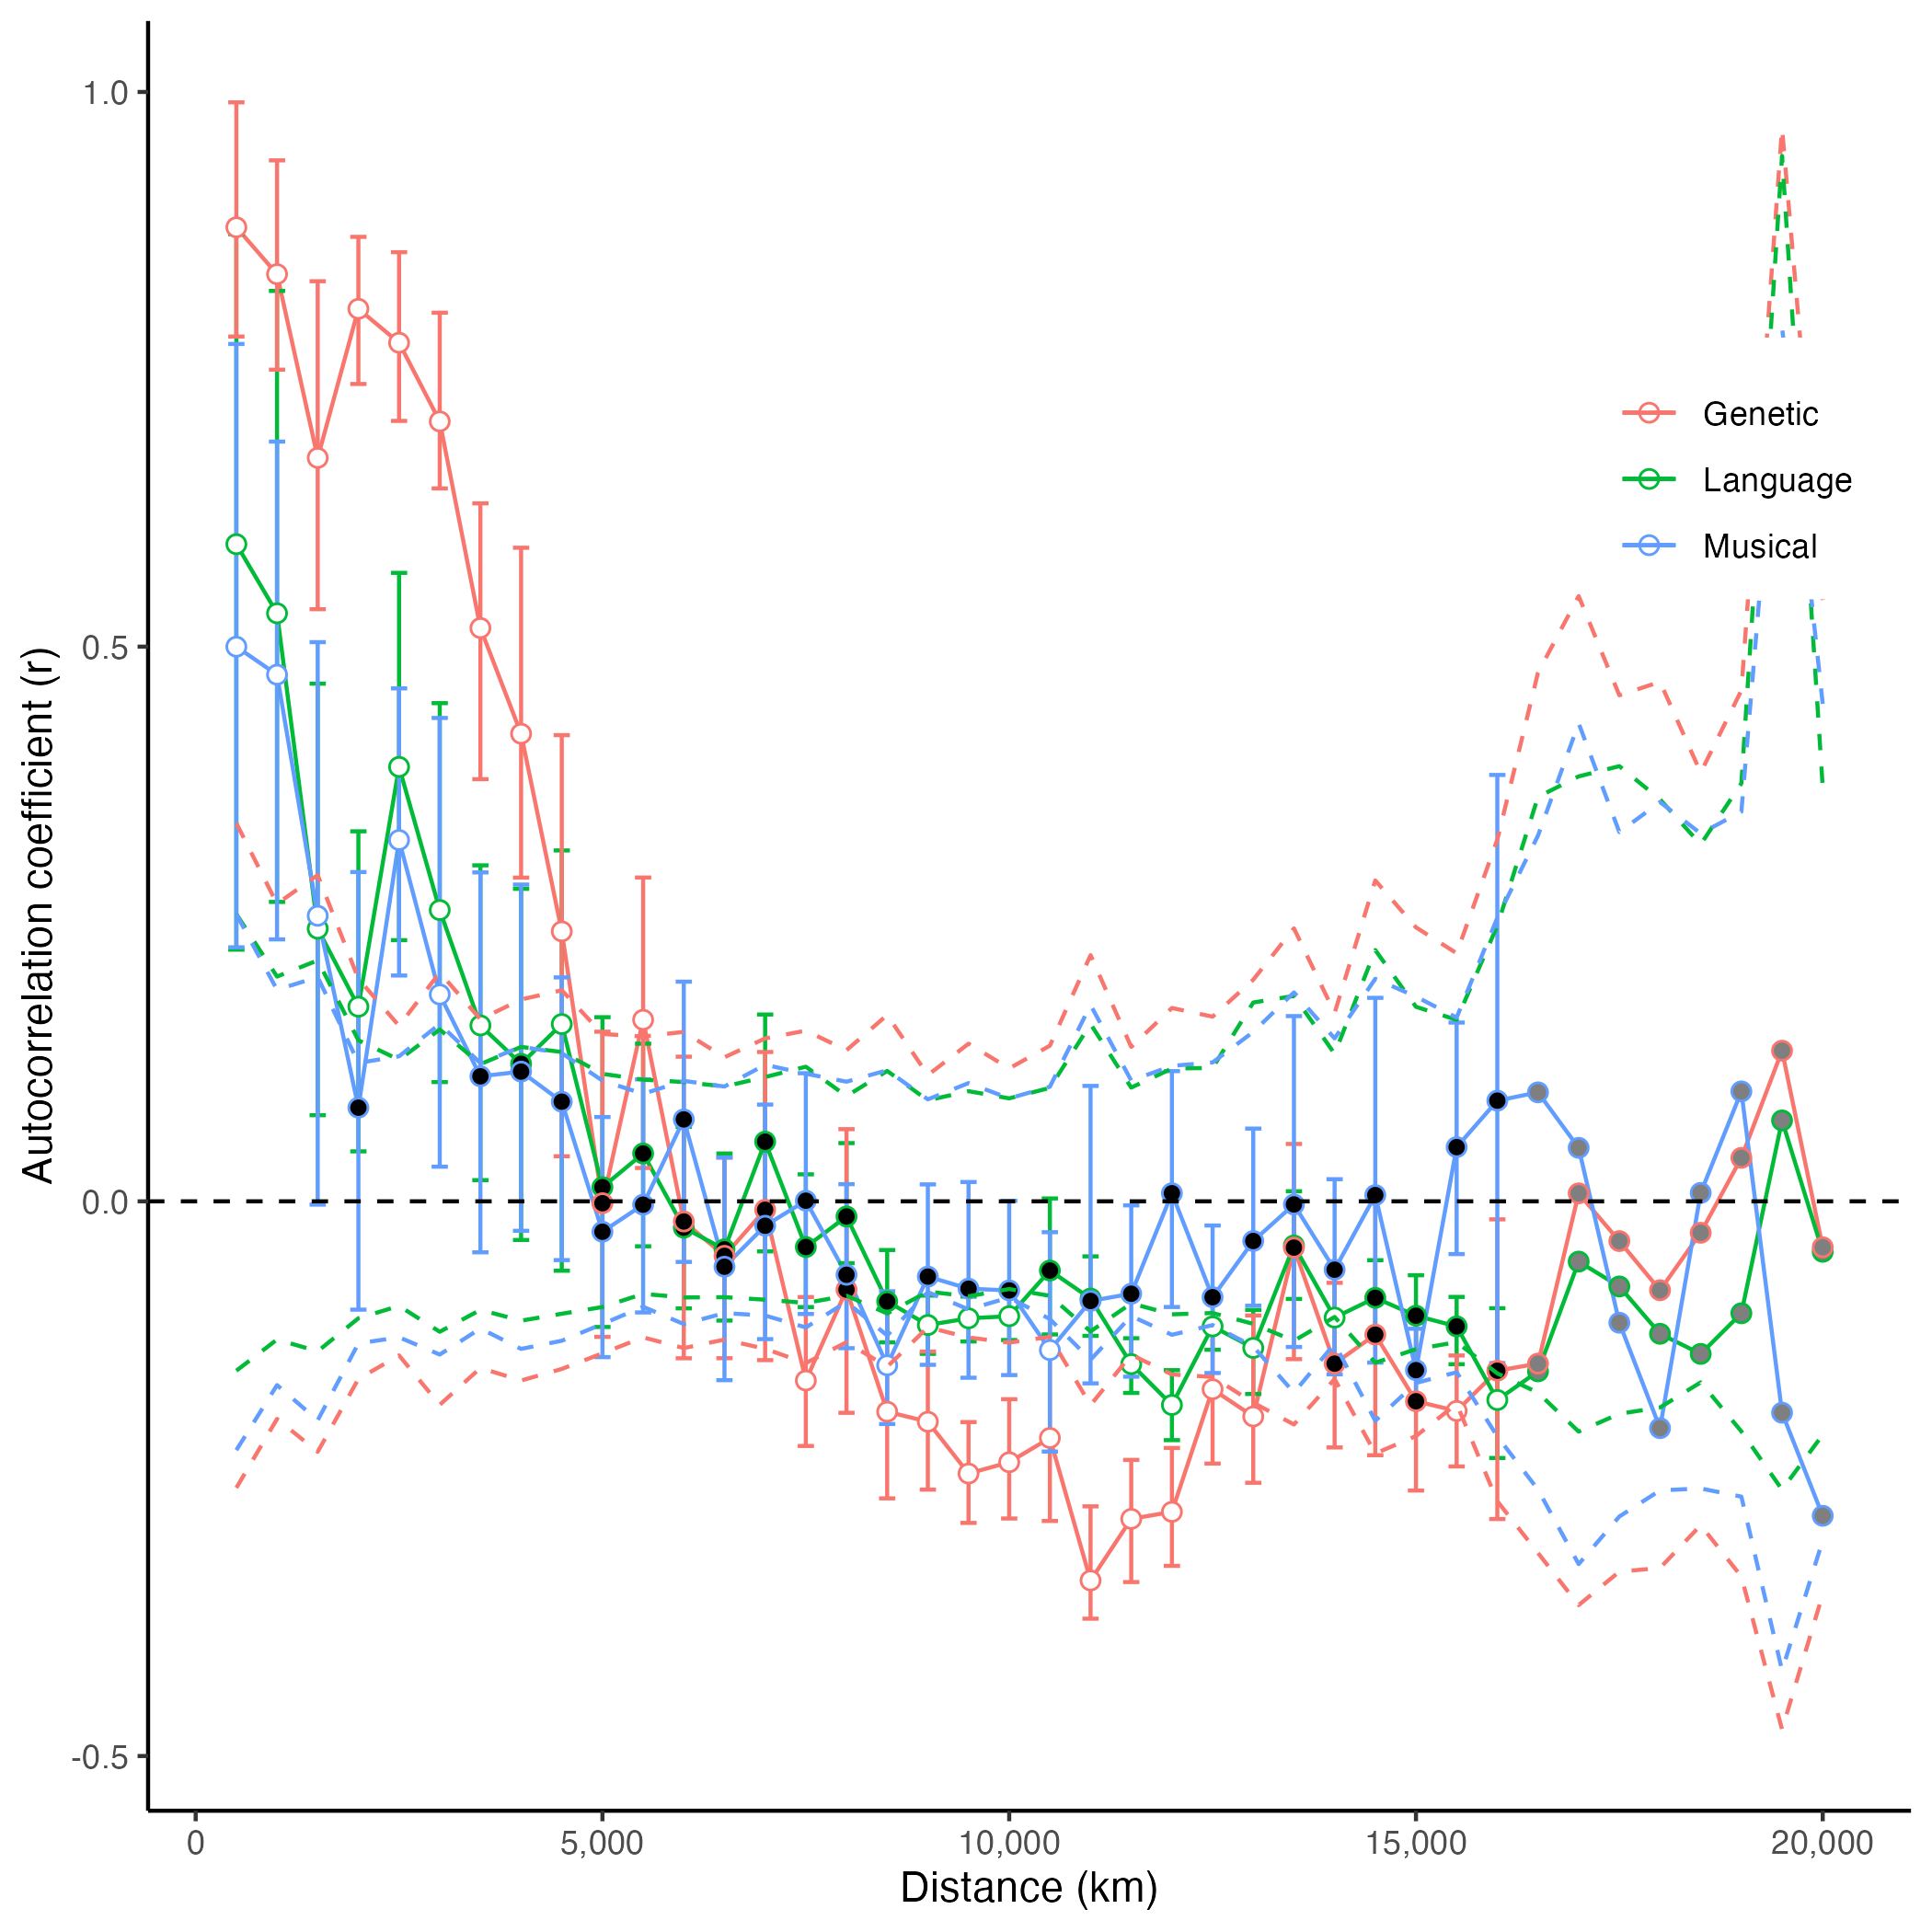 Autocorrelation coefficient (r)
1.0
0.5
0.0
-0.5
Genetic
Language
Musical
0
5,000
10,000
15,000
20,000
Distance (km)